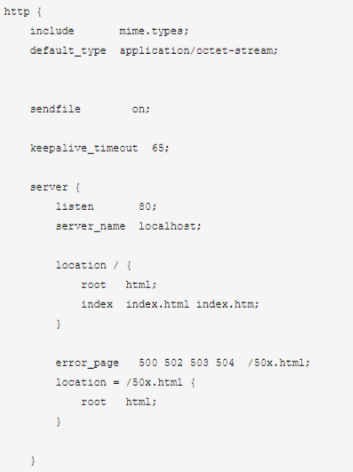 http {
    include       mime.types;
    default_type  application/octet-stream;
    sendfile        on;
    keepalive_timeout  65;
    server {
        listen       80;
        server_name  localhost;
        location / {
            root   html;
            index  index.html index.htm;
        }
        error_page   500 502 503 504  /50x.html;
        location = /50x.html {
            root   html;
        }
    }